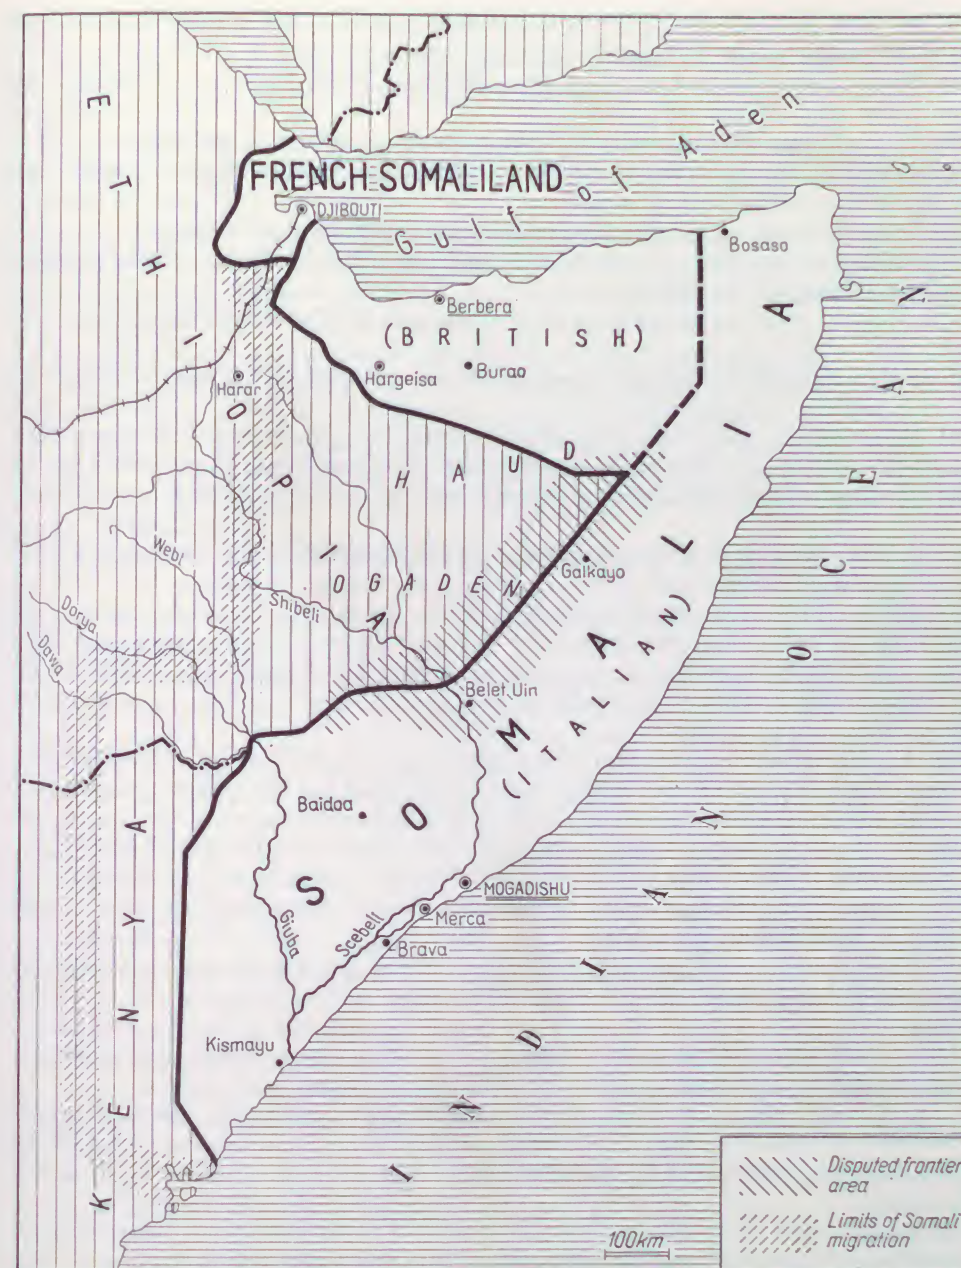 ETHIOPIA
FRENCH SOMALILAND
DJIBOUTI
Gulf of Aden
Bosaso
Berbera
(BRITISH)
Hargeisa
Burao
Harar
HAUD
OGADEN
Galkayo
Webi
Shibeli
Dorya
Dawa
Belet Uin
SOMALIA
(ITALIAN)
Baidoa
MOGADISHU
Merca
Brava
Giuba
Scebeli
Kismayu
KENYA
INDIAN OCEAN
100km
Disputed frontier
area
Limits of Somali
migration